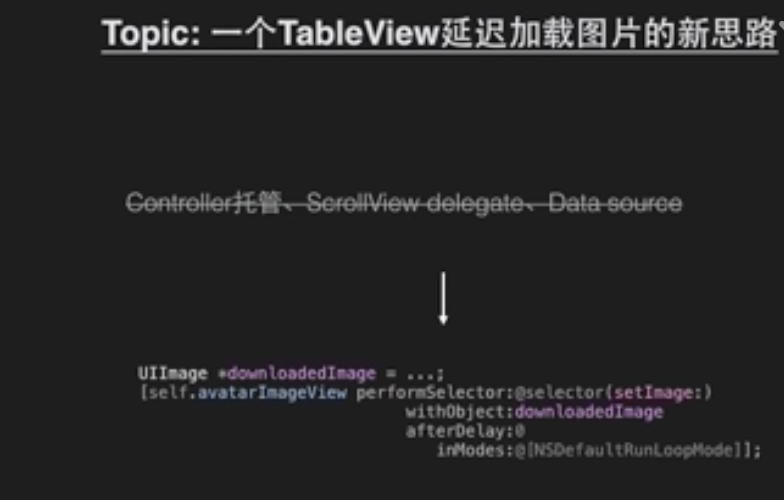 Topic: 一个TableView延迟加载图片的新思路
Controller托管、ScrollView delegate、Data source
UIImage *downloadedImage = ...;
[self.avatarImageView performSelector:@selector(setImage:)
withObject:downloadedImage
afterDelay:0
inModes:@[NSDefaultRunLoopMode]];